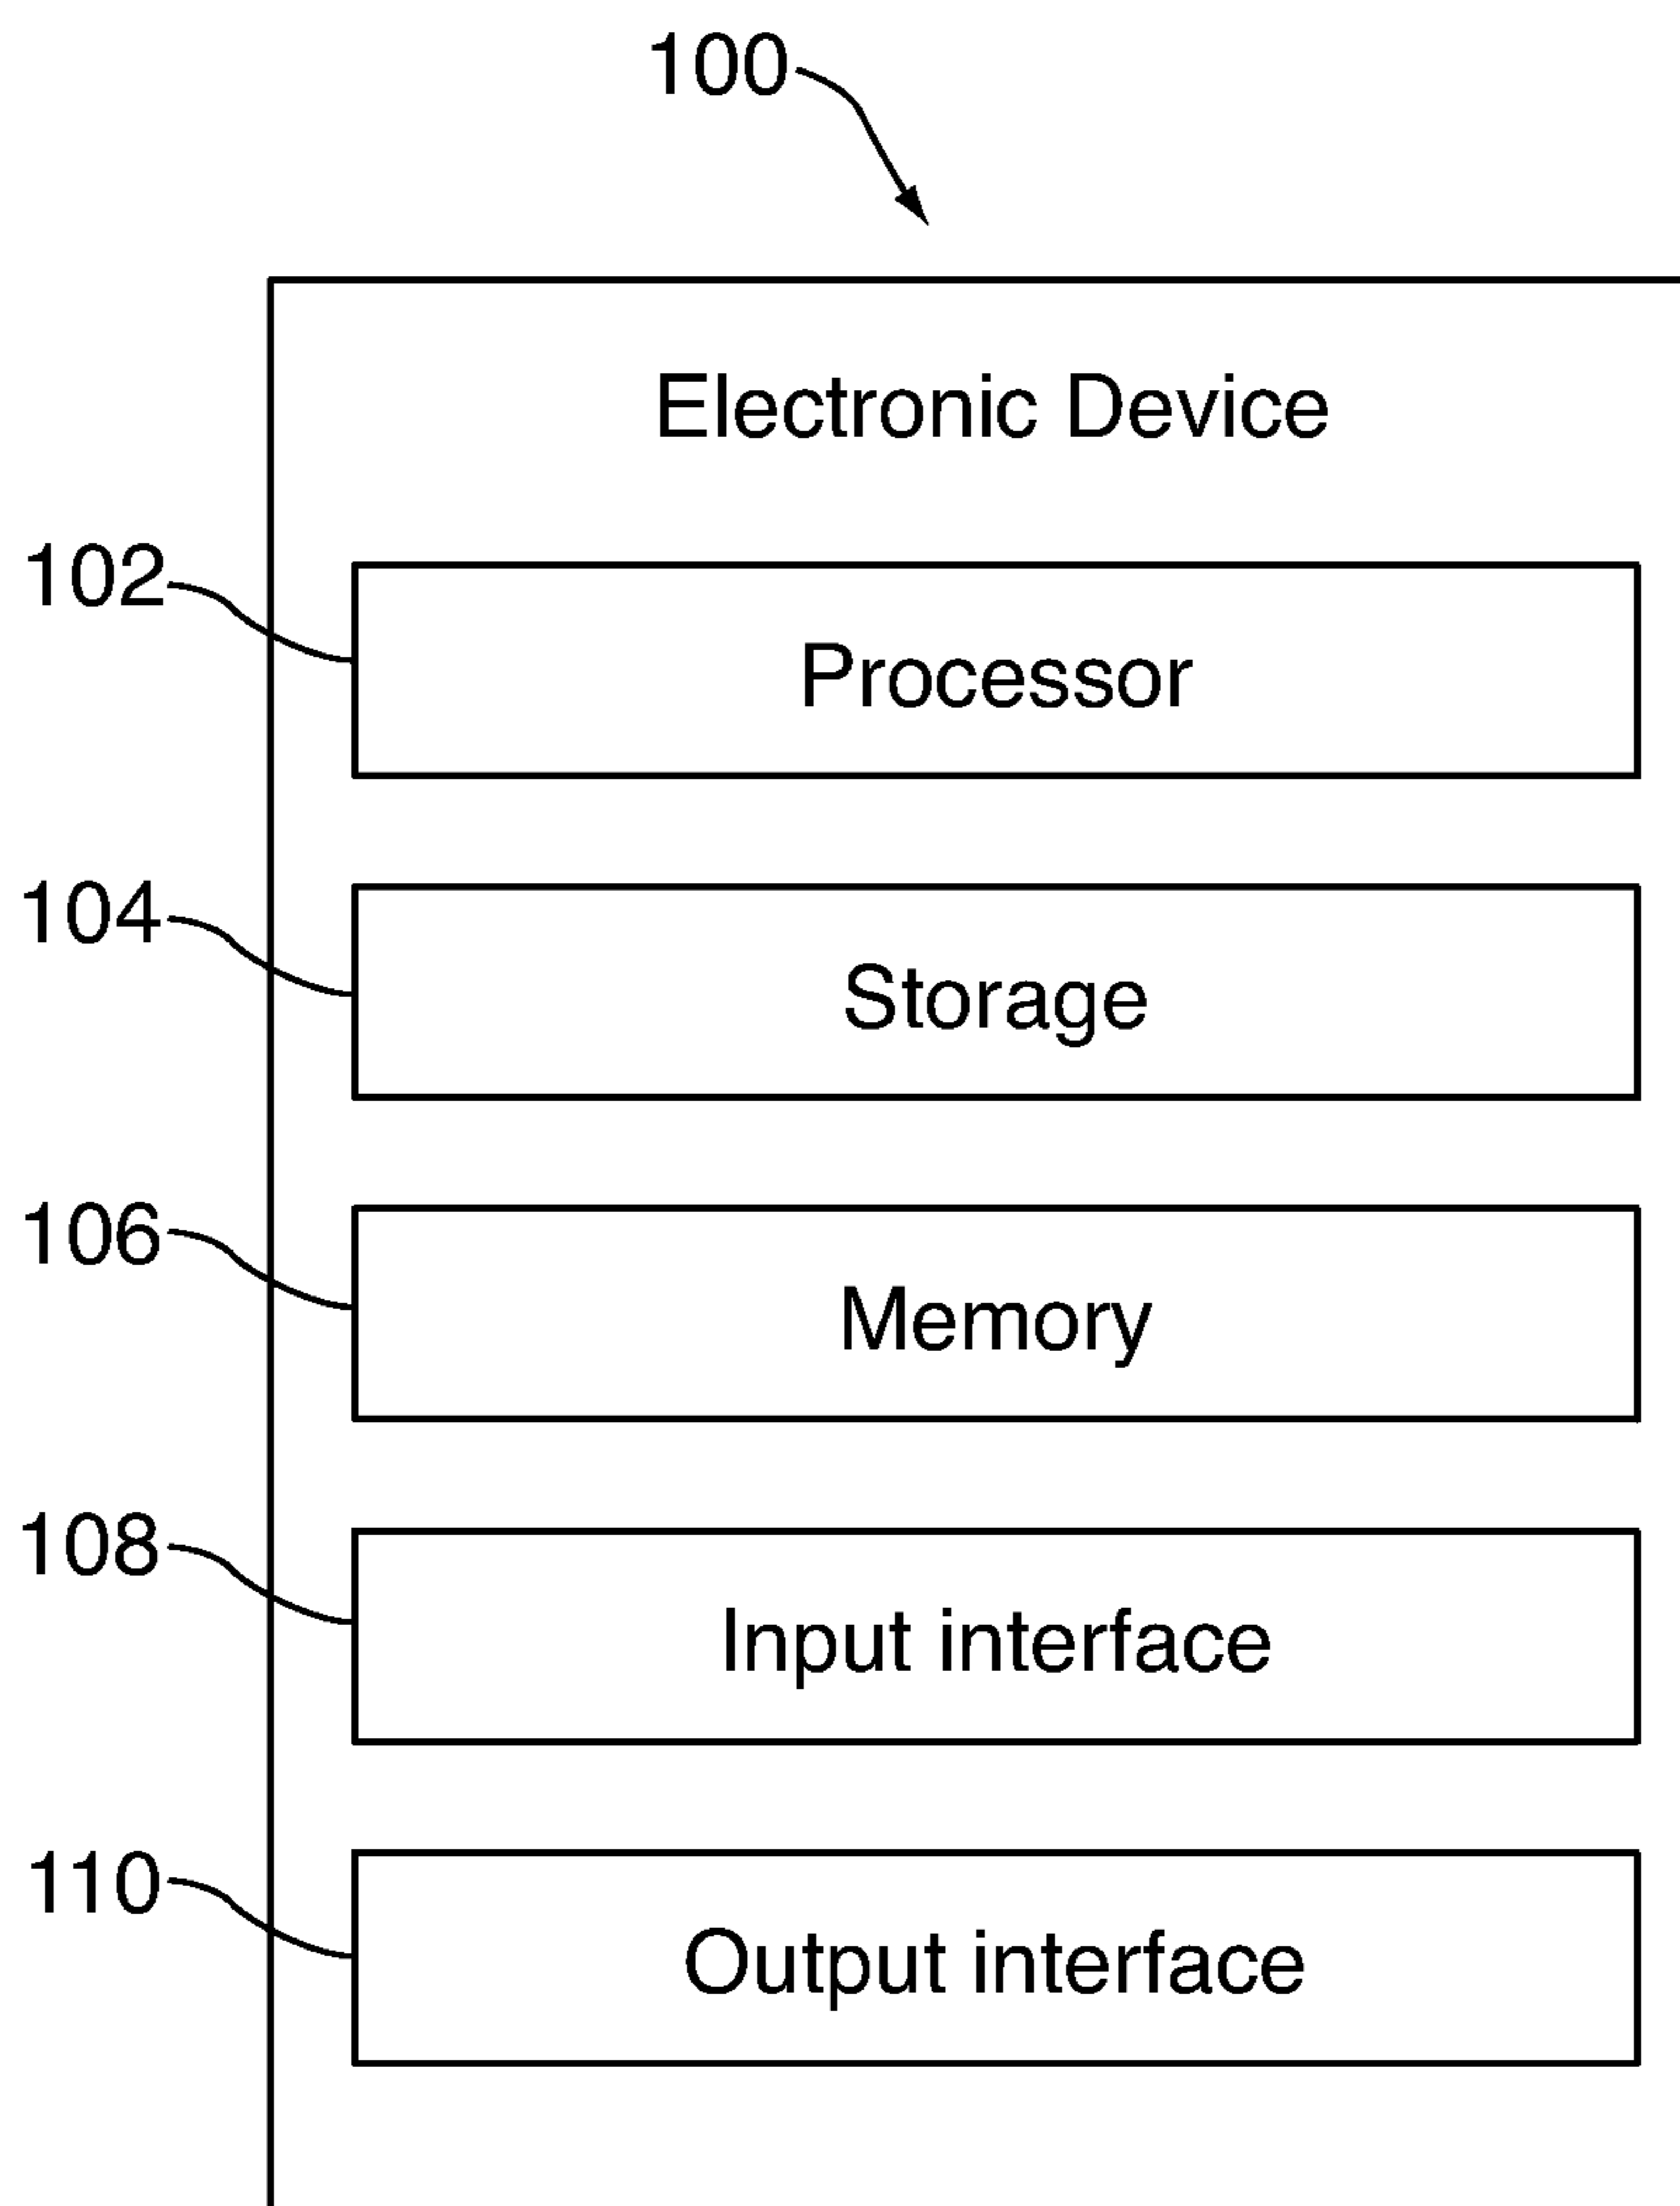 100
Electronic Device
102
Processor
104
Storage
106
Memory
108
Input interface
110
Output interface